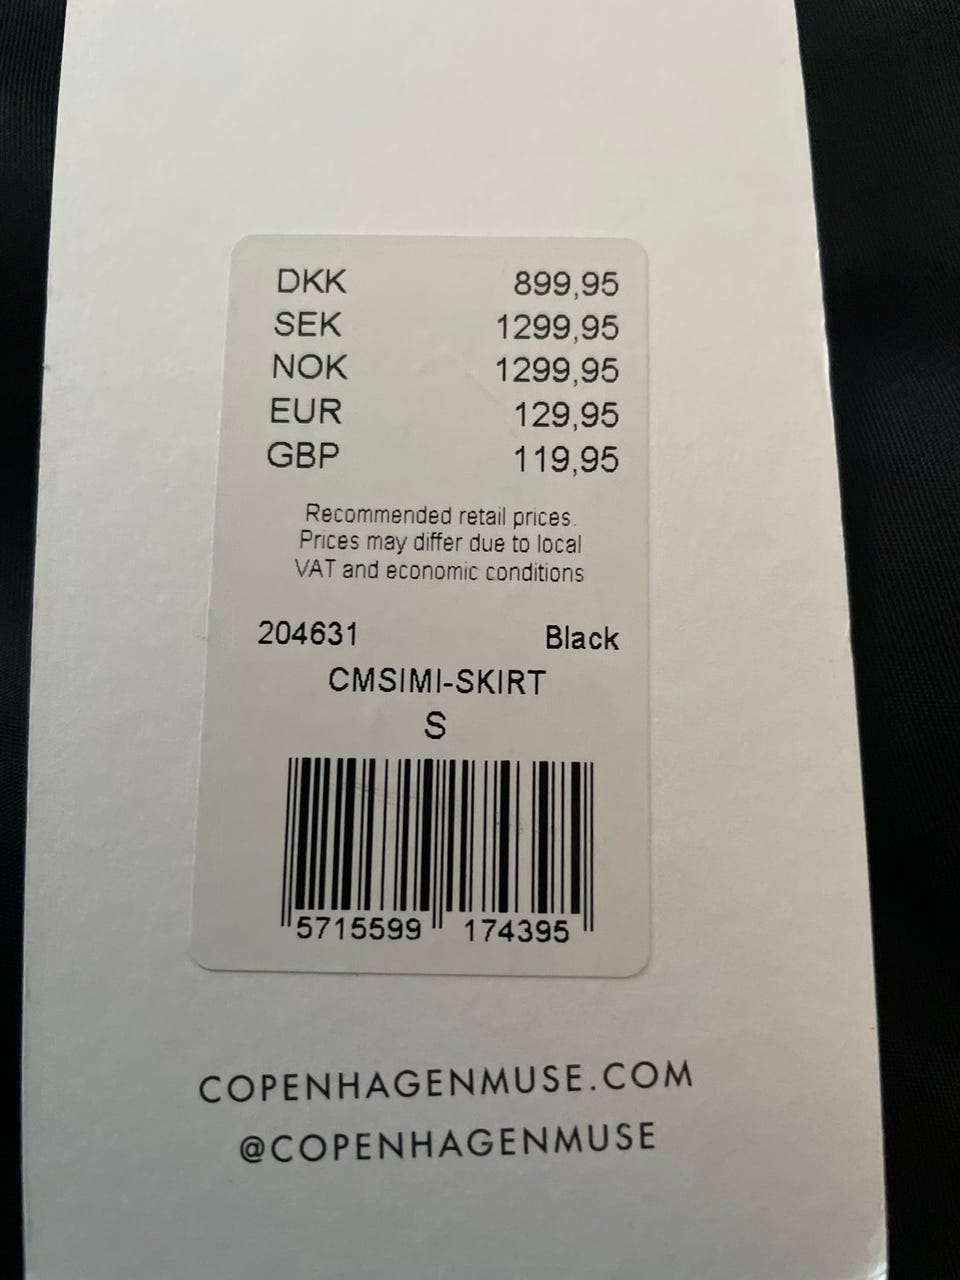 DKK 899,95
SEK 1299,95
NOK 1299,95
EUR 129,95
GBP 119,95
Recommended retail prices.
Prices may differ due to local
VAT and economic conditions
204631 Black
CMSIMI-SKIRT
S
5715599 174395
COPENHAGENMUSE.COM
@COPENHAGENMUSE